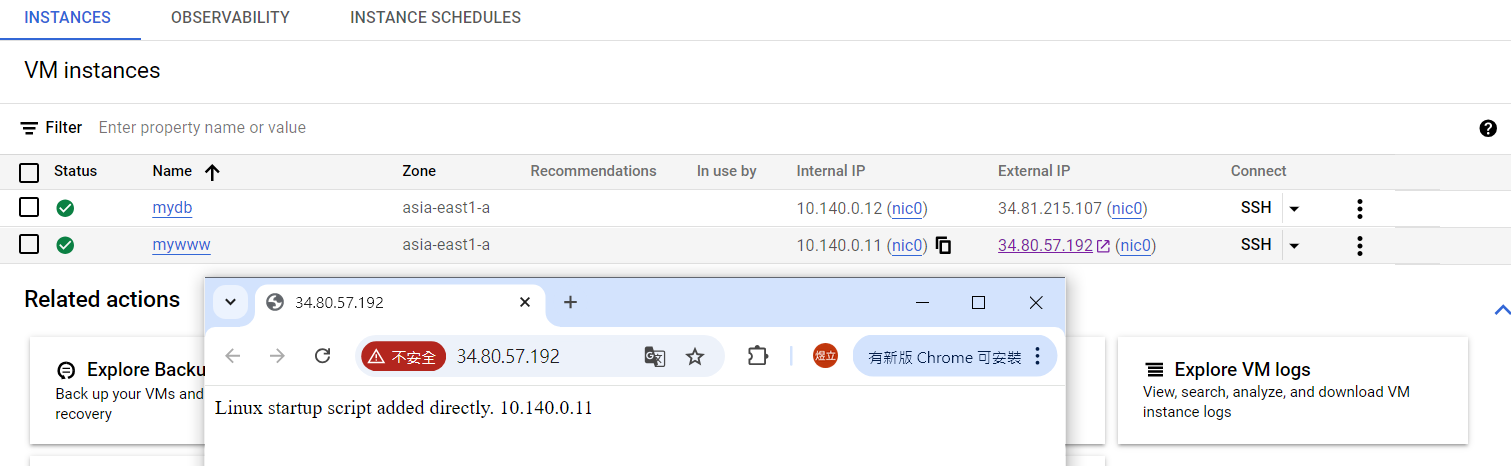 INSTANCES OBSERVABILITY INSTANCE SCHEDULES
VM instances
Filter Enter property name or value
Status Name Zone Recommendations In use by Internal IP External IP Connect
mydb asia-east1-a 10.140.0.12 (nic0) 34.81.215.107 (nic0) SSH
mywww asia-east1-a 10.140.0.11 (nic0) 34.80.57.192 (nic0) SSH
Related actions
34.80.57.192
不安全 34.80.57.192 煜立 有新版 Chrome 可安裝
Linux startup script added directly. 10.140.0.11
Explore Backu
Back up your VMs and
recovery
Explore VM logs
View, search, analyze, and download VM
instance logs